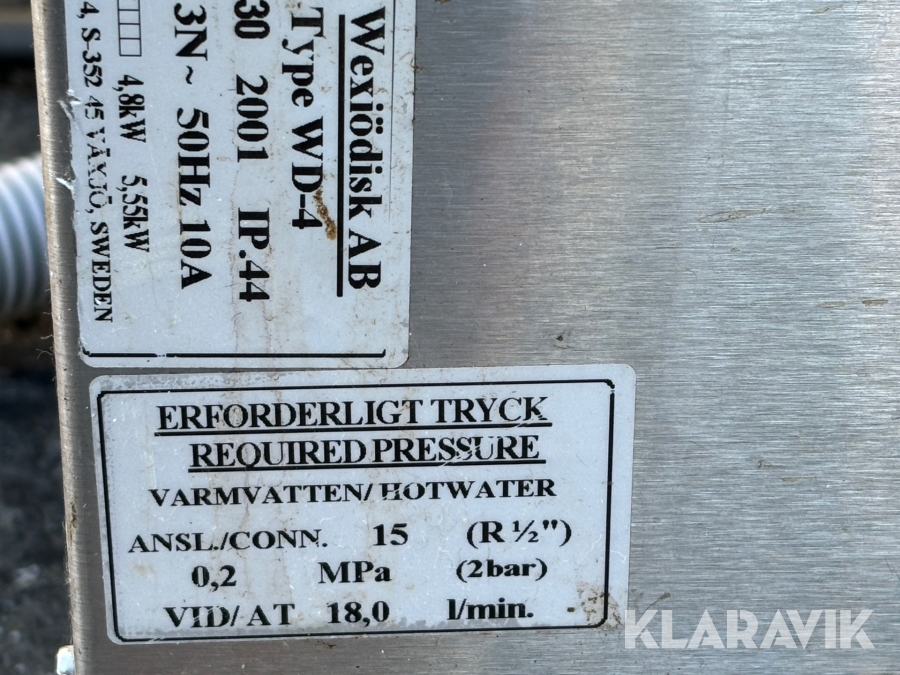 Wexiödisk AB
Type WD-4
30 2001 IP.44
3N~ 50Hz 10A
4,8kW 5,55kW
4, S-352 45 VÄXJÖ, SWEDEN
ERFORDERLIGT TRYCK
REQUIRED PRESSURE
VARMVATTEN/ HOTWATER
ANSL./CONN. 15 (R ½")
0,2 MPa (2bar)
VID/ AT 18,0 l/min.
KLARAVIK